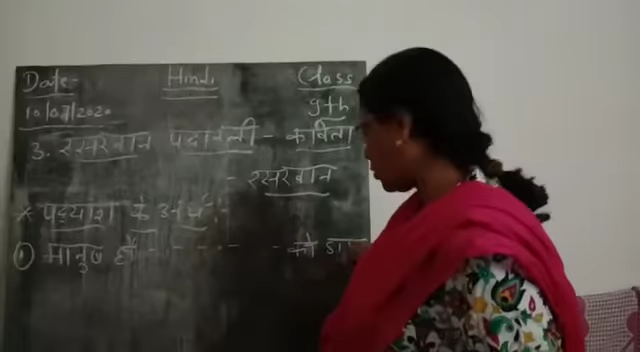 Date:- Hindi Class
10/07/2020 9th
3. रसखान पदावली - कविता
- रसखान
* पद्यांश के अर्थ :-
① मानुष हौं - - - - - - - को डा